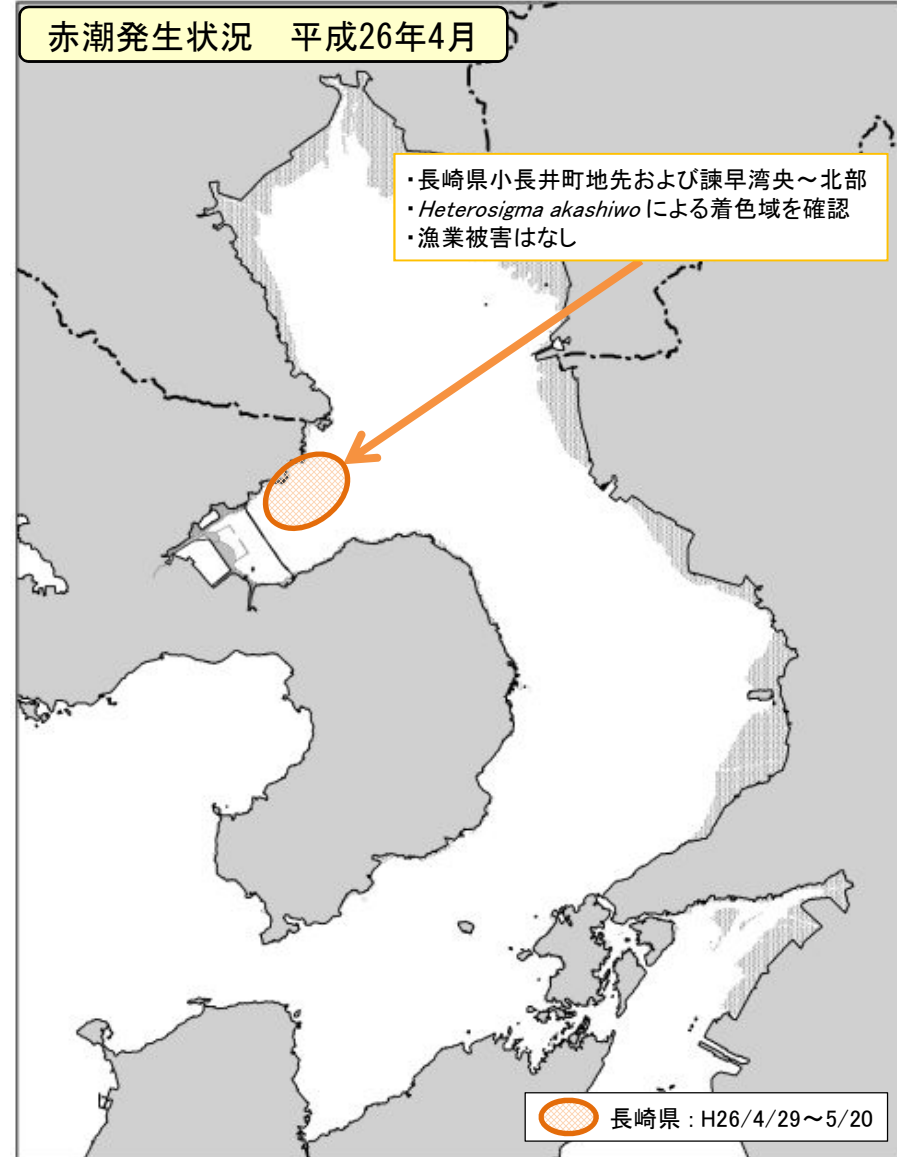 赤潮発生状況　平成26年4月
・長崎県小長井町地先および諫早湾央～北部
・Heterosigma akashiwo による着色域を確認
・漁業被害はなし
長崎県：H26/4/29～5/20